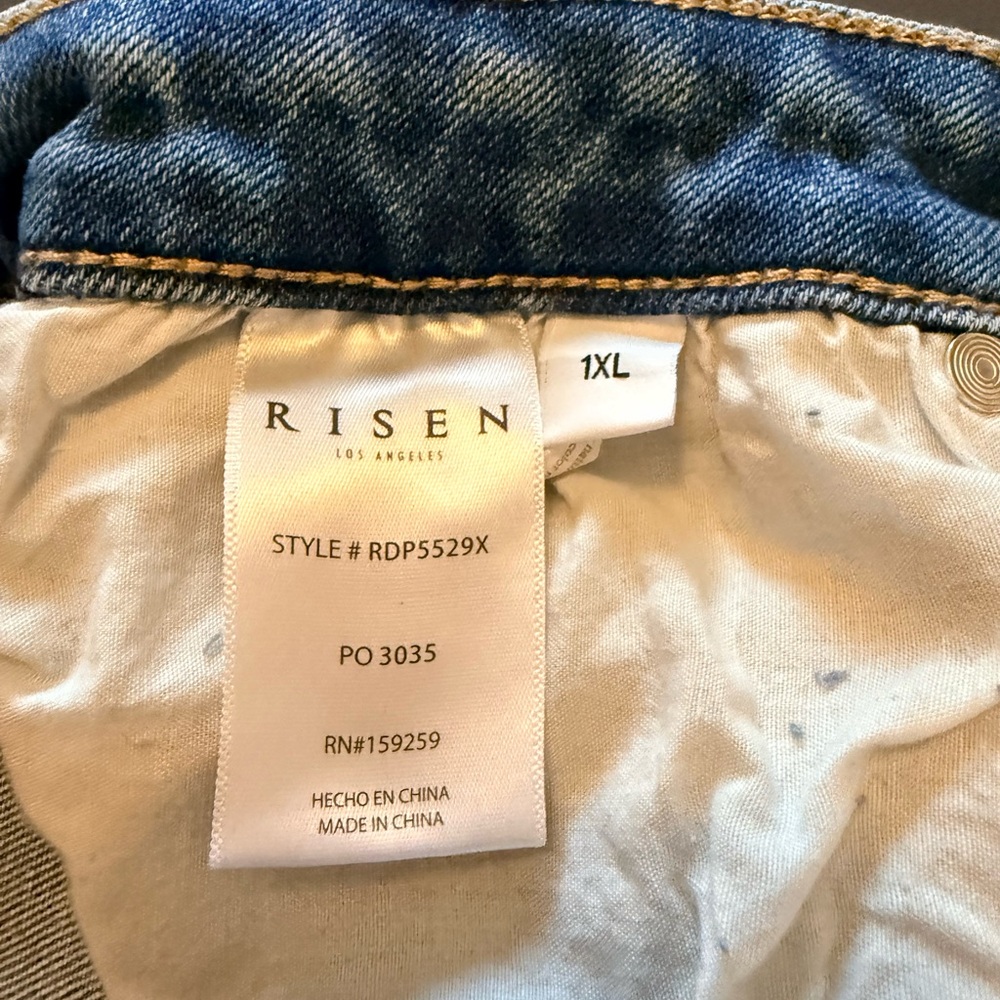 RISEN
LOS ANGELES
STYLE # RDP5529X
PO 3035
RN#159259
HECHO EN CHINA
MADE IN CHINA
1XL